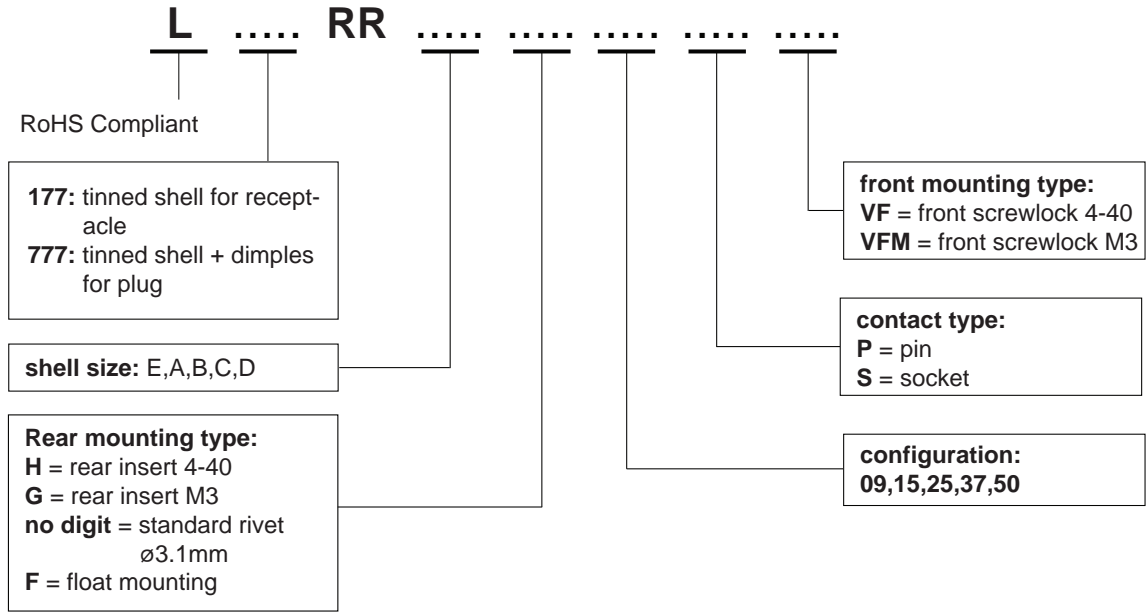 L ..... RR ..... ..... ..... ..... .....
RoHS Compliant
177: tinned shell for recept-
acle
777: tinned shell + dimples
for plug
shell size: E,A,B,C,D
Rear mounting type:
H = rear insert 4-40
G = rear insert M3
no digit = standard rivet
ø3.1mm
F = float mounting
front mounting type:
VF = front screwlock 4-40
VFM = front screwlock M3
contact type:
P = pin
S = socket
configuration:
09,15,25,37,50